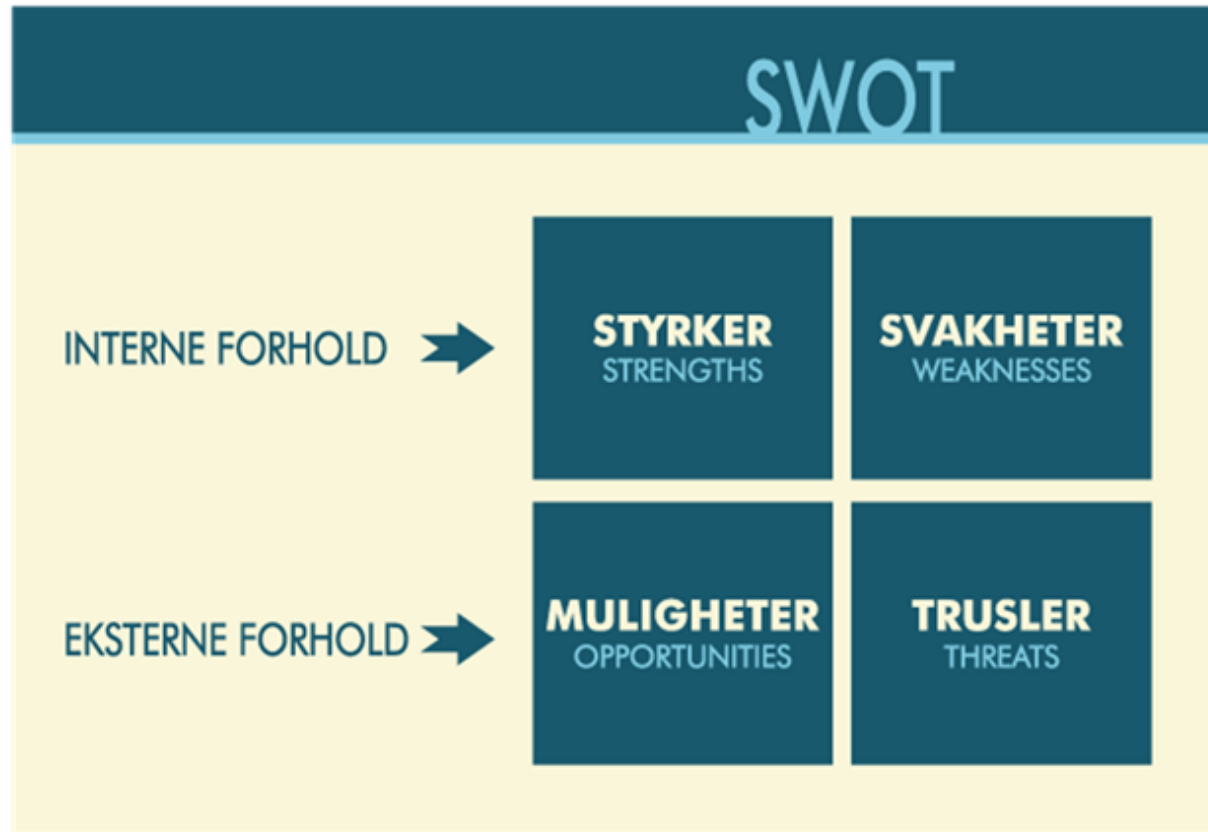 SWOT
INTERNE FORHOLD
STYRKER
STRENGTHS
SVAKHETER
WEAKNESSES
EKSTERNE FORHOLD
MULIGHETER
OPPORTUNITIES
TRUSLER
THREATS